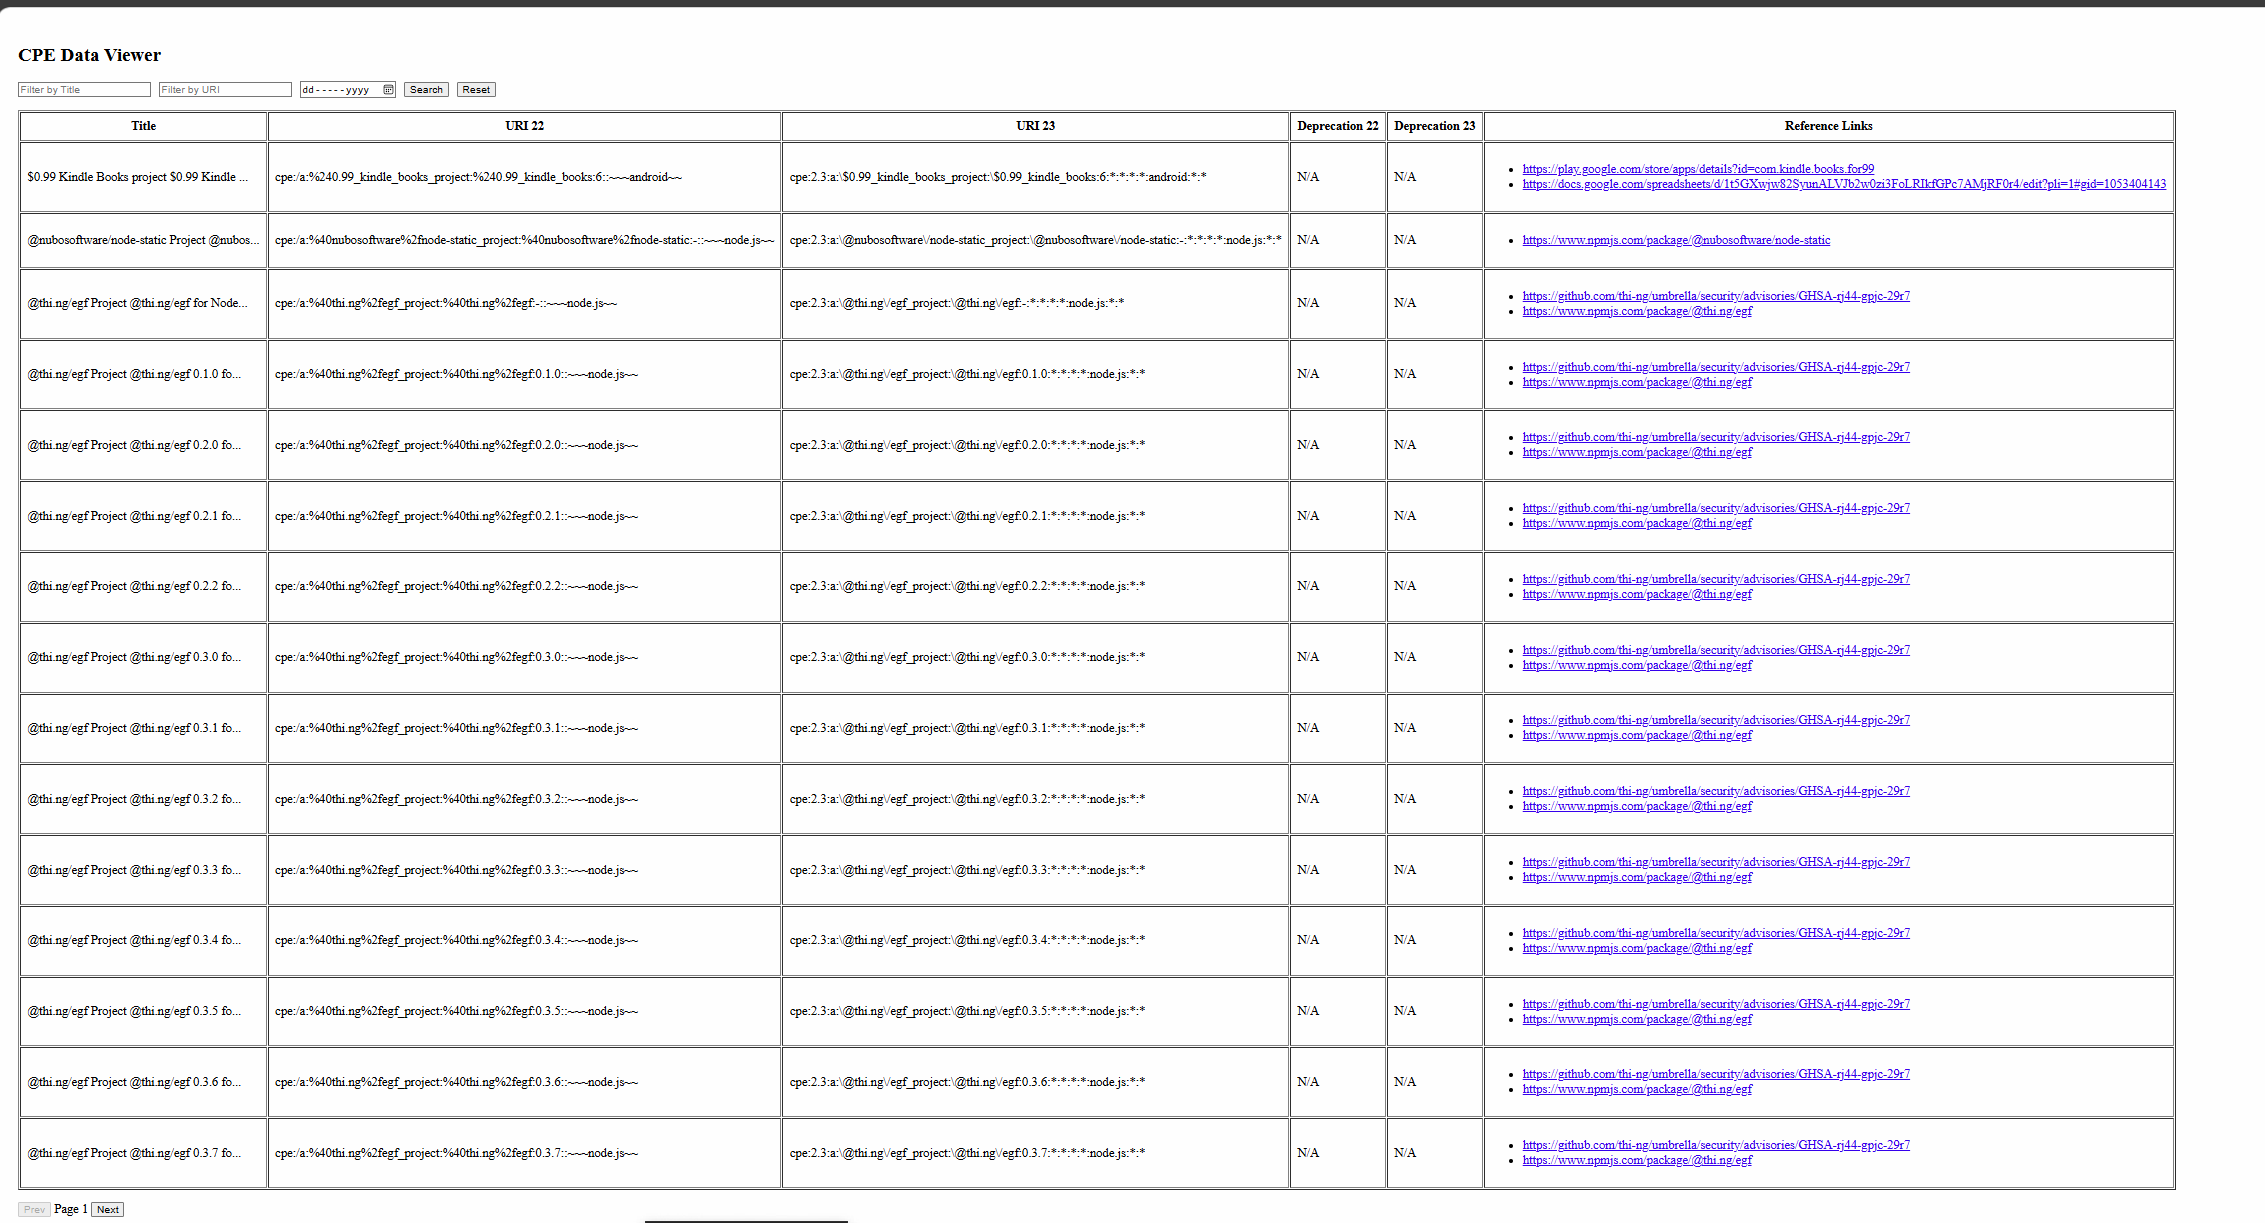 CPE Data Viewer
Filter by Title Filter by URI dd-----yyyy Search Reset
Title URI 22 URI 23 Deprecation 22 Deprecation 23 Reference Links
$0.99 Kindle Books project $0.99 Kindle ... cpe:/a:%240.99_kindle_books_project:%240.99_kindle_books:6::~~~android~~ cpe:2.3:a:\$0.99_kindle_books_project:\$0.99_kindle_books:6:*:*:*:*:android:*:* N/A N/A
https://play.google.com/store/apps/details?id=com.kindle.books.for99
https://docs.google.com/spreadsheets/d/1t5GXwjw82SyunALVJb2w0zi3FoLRIkfGPc7AMjRF0r4/edit?pli=1#gid=1053404143
@nubosoftware/node-static Project @nubos... cpe:/a:%40nubosoftware%2fnode-static_project:%40nubosoftware%2fnode-static:-::~~~node.js~~ cpe:2.3:a:\@nubosoftware\/node-static_project:\@nubosoftware\/node-static:-:*:*:*:*:node.js:*:* N/A N/A
https://www.npmjs.com/package/@nubosoftware/node-static
@thi.ng/egf Project @thi.ng/egf for Node... cpe:/a:%40thi.ng%2fegf_project:%40thi.ng%2fegf:-::~~~node.js~~ cpe:2.3:a:\@thi.ng\/egf_project:\@thi.ng\/egf:-:*:*:*:*:node.js:*:* N/A N/A
https://github.com/thi-ng/umbrella/security/advisories/GHSA-rj44-gpjc-29r7
https://www.npmjs.com/package/@thi.ng/egf
@thi.ng/egf Project @thi.ng/egf 0.1.0 fo... cpe:/a:%40thi.ng%2fegf_project:%40thi.ng%2fegf:0.1.0::~~~node.js~~ cpe:2.3:a:\@thi.ng\/egf_project:\@thi.ng\/egf:0.1.0:*:*:*:*:node.js:*:* N/A N/A
https://github.com/thi-ng/umbrella/security/advisories/GHSA-rj44-gpjc-29r7
https://www.npmjs.com/package/@thi.ng/egf
@thi.ng/egf Project @thi.ng/egf 0.2.0 fo... cpe:/a:%40thi.ng%2fegf_project:%40thi.ng%2fegf:0.2.0::~~~node.js~~ cpe:2.3:a:\@thi.ng\/egf_project:\@thi.ng\/egf:0.2.0:*:*:*:*:node.js:*:* N/A N/A
https://github.com/thi-ng/umbrella/security/advisories/GHSA-rj44-gpjc-29r7
https://www.npmjs.com/package/@thi.ng/egf
@thi.ng/egf Project @thi.ng/egf 0.2.1 fo... cpe:/a:%40thi.ng%2fegf_project:%40thi.ng%2fegf:0.2.1::~~~node.js~~ cpe:2.3:a:\@thi.ng\/egf_project:\@thi.ng\/egf:0.2.1:*:*:*:*:node.js:*:* N/A N/A
https://github.com/thi-ng/umbrella/security/advisories/GHSA-rj44-gpjc-29r7
https://www.npmjs.com/package/@thi.ng/egf
@thi.ng/egf Project @thi.ng/egf 0.2.2 fo... cpe:/a:%40thi.ng%2fegf_project:%40thi.ng%2fegf:0.2.2::~~~node.js~~ cpe:2.3:a:\@thi.ng\/egf_project:\@thi.ng\/egf:0.2.2:*:*:*:*:node.js:*:* N/A N/A
https://github.com/thi-ng/umbrella/security/advisories/GHSA-rj44-gpjc-29r7
https://www.npmjs.com/package/@thi.ng/egf
@thi.ng/egf Project @thi.ng/egf 0.3.0 fo... cpe:/a:%40thi.ng%2fegf_project:%40thi.ng%2fegf:0.3.0::~~~node.js~~ cpe:2.3:a:\@thi.ng\/egf_project:\@thi.ng\/egf:0.3.0:*:*:*:*:node.js:*:* N/A N/A
https://github.com/thi-ng/umbrella/security/advisories/GHSA-rj44-gpjc-29r7
https://www.npmjs.com/package/@thi.ng/egf
@thi.ng/egf Project @thi.ng/egf 0.3.1 fo... cpe:/a:%40thi.ng%2fegf_project:%40thi.ng%2fegf:0.3.1::~~~node.js~~ cpe:2.3:a:\@thi.ng\/egf_project:\@thi.ng\/egf:0.3.1:*:*:*:*:node.js:*:* N/A N/A
https://github.com/thi-ng/umbrella/security/advisories/GHSA-rj44-gpjc-29r7
https://www.npmjs.com/package/@thi.ng/egf
@thi.ng/egf Project @thi.ng/egf 0.3.2 fo... cpe:/a:%40thi.ng%2fegf_project:%40thi.ng%2fegf:0.3.2::~~~node.js~~ cpe:2.3:a:\@thi.ng\/egf_project:\@thi.ng\/egf:0.3.2:*:*:*:*:node.js:*:* N/A N/A
https://github.com/thi-ng/umbrella/security/advisories/GHSA-rj44-gpjc-29r7
https://www.npmjs.com/package/@thi.ng/egf
@thi.ng/egf Project @thi.ng/egf 0.3.3 fo... cpe:/a:%40thi.ng%2fegf_project:%40thi.ng%2fegf:0.3.3::~~~node.js~~ cpe:2.3:a:\@thi.ng\/egf_project:\@thi.ng\/egf:0.3.3:*:*:*:*:node.js:*:* N/A N/A
https://github.com/thi-ng/umbrella/security/advisories/GHSA-rj44-gpjc-29r7
https://www.npmjs.com/package/@thi.ng/egf
@thi.ng/egf Project @thi.ng/egf 0.3.4 fo... cpe:/a:%40thi.ng%2fegf_project:%40thi.ng%2fegf:0.3.4::~~~node.js~~ cpe:2.3:a:\@thi.ng\/egf_project:\@thi.ng\/egf:0.3.4:*:*:*:*:node.js:*:* N/A N/A
https://github.com/thi-ng/umbrella/security/advisories/GHSA-rj44-gpjc-29r7
https://www.npmjs.com/package/@thi.ng/egf
@thi.ng/egf Project @thi.ng/egf 0.3.5 fo... cpe:/a:%40thi.ng%2fegf_project:%40thi.ng%2fegf:0.3.5::~~~node.js~~ cpe:2.3:a:\@thi.ng\/egf_project:\@thi.ng\/egf:0.3.5:*:*:*:*:node.js:*:* N/A N/A
https://github.com/thi-ng/umbrella/security/advisories/GHSA-rj44-gpjc-29r7
https://www.npmjs.com/package/@thi.ng/egf
@thi.ng/egf Project @thi.ng/egf 0.3.6 fo... cpe:/a:%40thi.ng%2fegf_project:%40thi.ng%2fegf:0.3.6::~~~node.js~~ cpe:2.3:a:\@thi.ng\/egf_project:\@thi.ng\/egf:0.3.6:*:*:*:*:node.js:*:* N/A N/A
https://github.com/thi-ng/umbrella/security/advisories/GHSA-rj44-gpjc-29r7
https://www.npmjs.com/package/@thi.ng/egf
@thi.ng/egf Project @thi.ng/egf 0.3.7 fo... cpe:/a:%40thi.ng%2fegf_project:%40thi.ng%2fegf:0.3.7::~~~node.js~~ cpe:2.3:a:\@thi.ng\/egf_project:\@thi.ng\/egf:0.3.7:*:*:*:*:node.js:*:* N/A N/A
https://github.com/thi-ng/umbrella/security/advisories/GHSA-rj44-gpjc-29r7
https://www.npmjs.com/package/@thi.ng/egf
Prev Page 1 Next